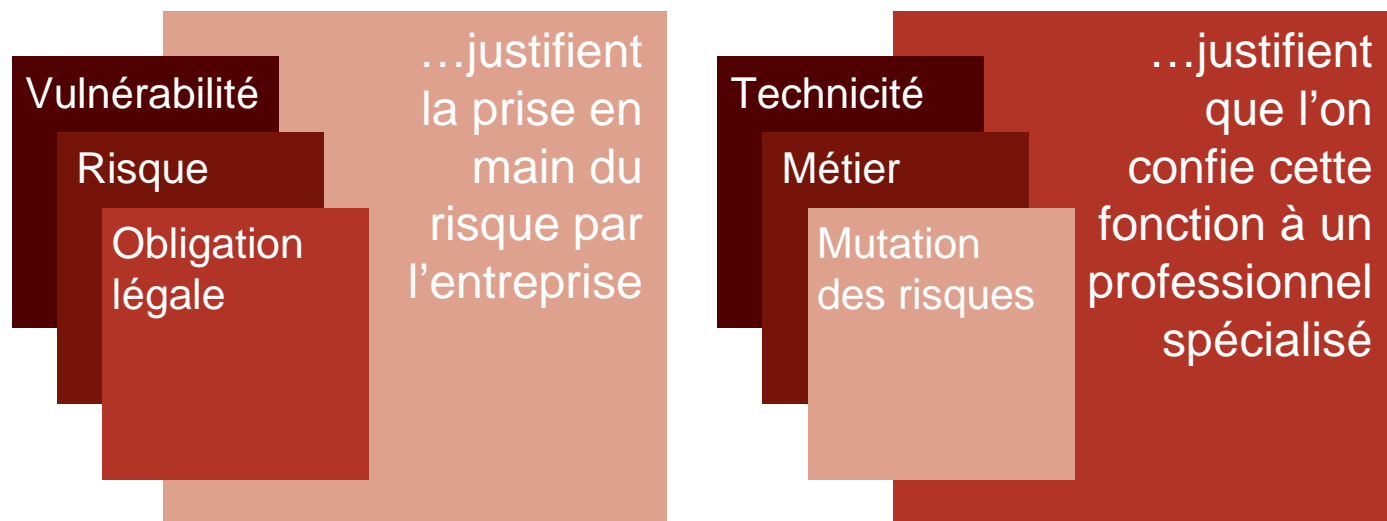 Vulnérabilité
Risque
Obligation
légale
…justifient
la prise en
main du
risque par
l’entreprise
Technicité
Métier
Mutation
des risques
…justifient
que l’on
confie cette
fonction à un
professionnel
spécialisé